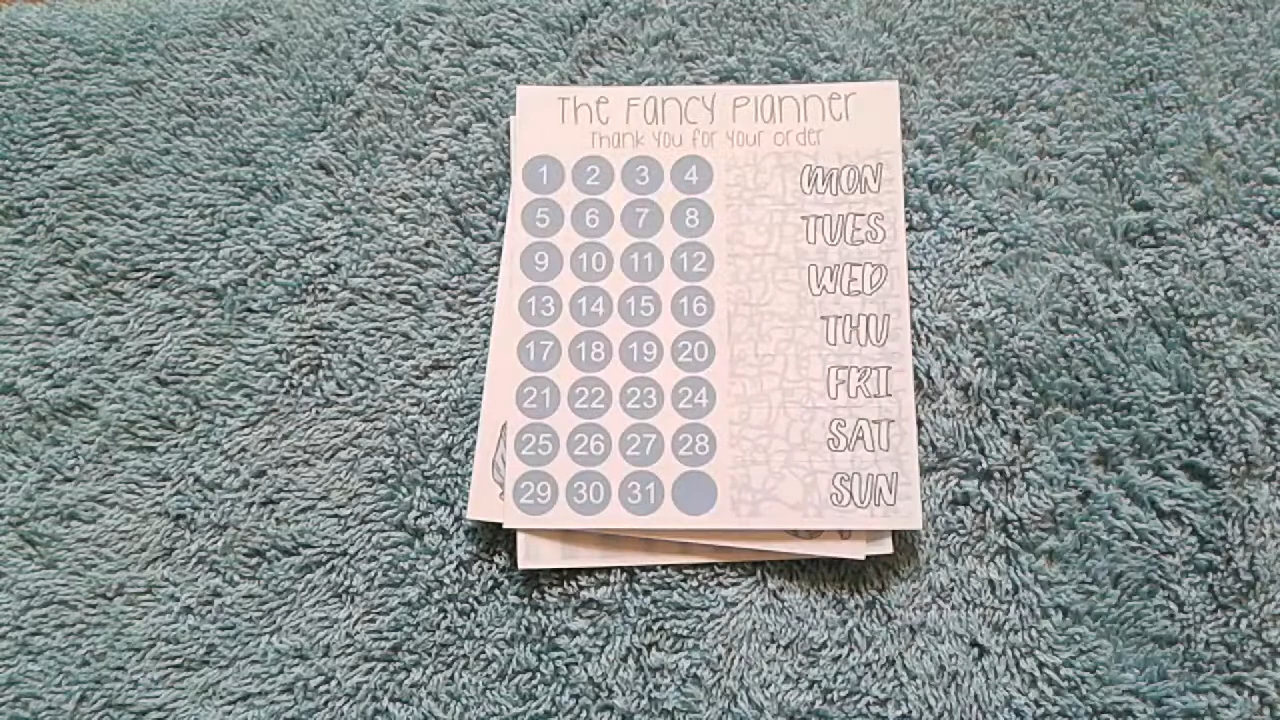 The Fancy Planner
Thank you for your order
1 2 3 4 MON
5 6 7 8 TUES
9 10 11 12 WED
13 14 15 16 THU
17 18 19 20 FRI
21 22 23 24 SAT
25 26 27 28 SUN
29 30 31